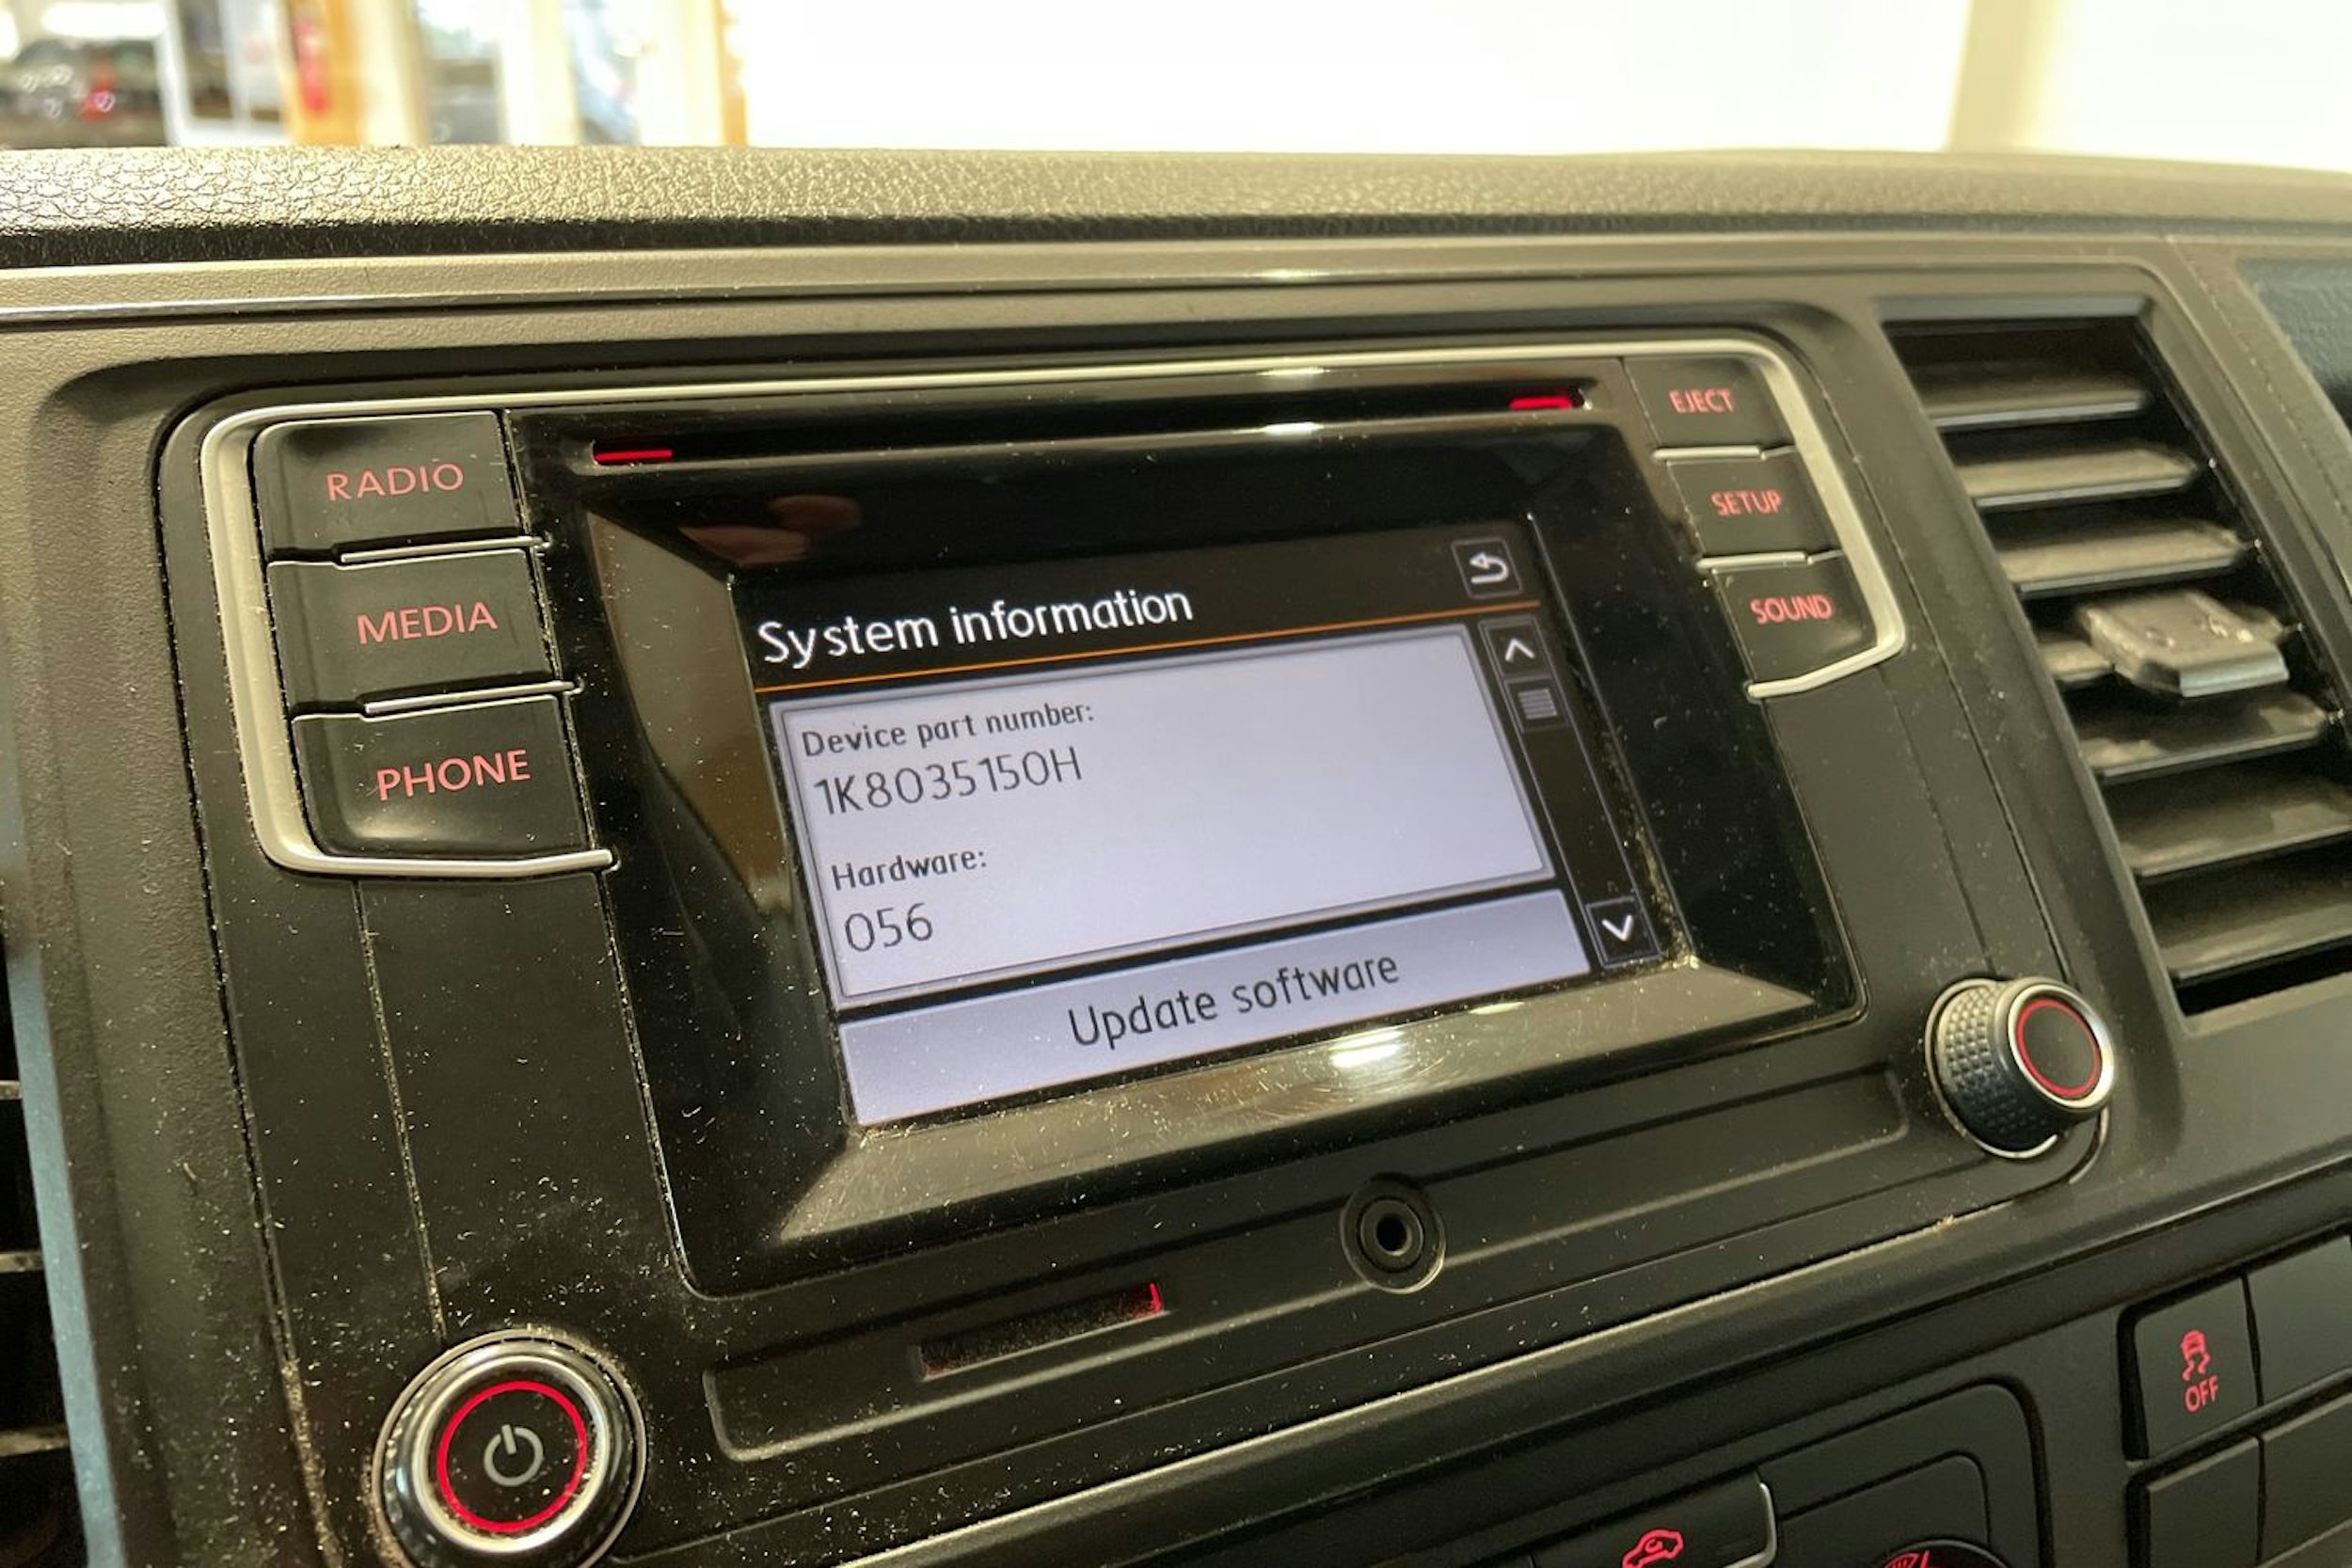 RADIO
MEDIA
PHONE
EJECT
SETUP
SOUND
System information
Device part number:
1K8035150H
Hardware:
056
Update software
OFF